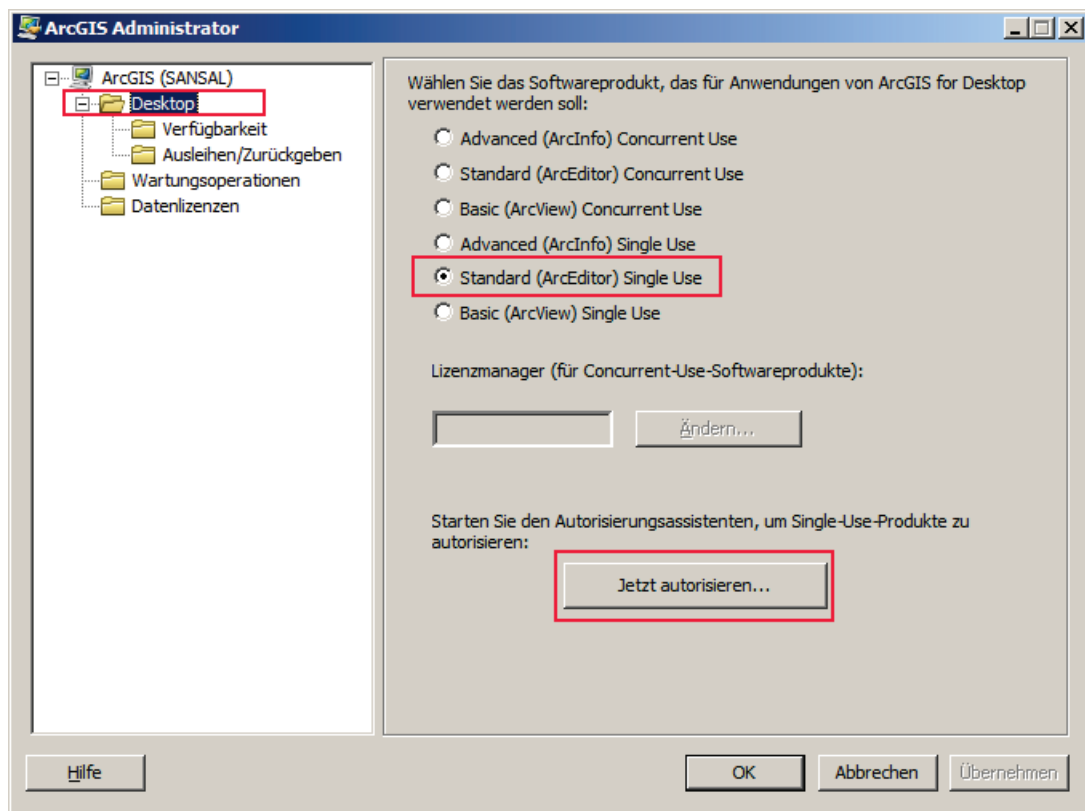 ArcGIS Administrator
ArcGIS (SANSAL)
Desktop
Verfügbarkeit
Ausleihen/Zurückgeben
Wartungsoperationen
Datenlizenzen
Wählen Sie das Softwareprodukt, das für Anwendungen von ArcGIS for Desktop
verwendet werden soll:
Advanced (ArcInfo) Concurrent Use
Standard (ArcEditor) Concurrent Use
Basic (ArcView) Concurrent Use
Advanced (ArcInfo) Single Use
Standard (ArcEditor) Single Use
Basic (ArcView) Single Use
Lizenzmanager (für Concurrent-Use-Softwareprodukte):
Ändern...
Starten Sie den Autorisierungsassistenten, um Single-Use-Produkte zu
autorisieren:
Jetzt autorisieren...
Hilfe
OK
Abbrechen
Übernehmen